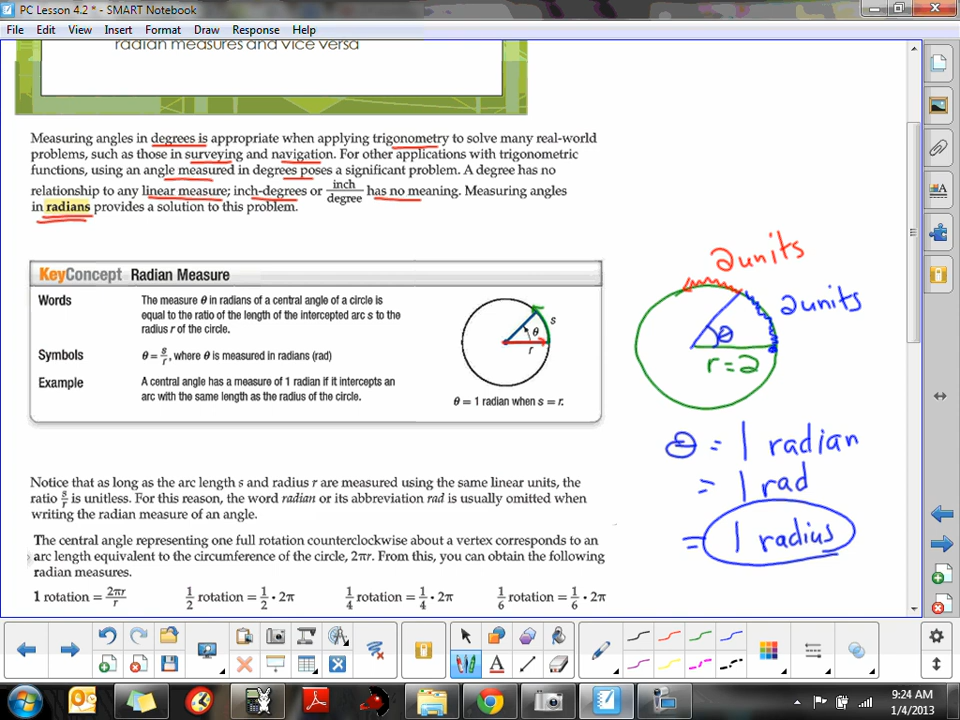 PC Lesson 4.2 * - SMART Notebook
File Edit View Insert Format Draw Response Help
radian measures and vice versa
Measuring angles in degrees is appropriate when applying trigonometry to solve many real-world
problems, such as those in surveying and navigation. For other applications with trigonometric
functions, using an angle measured in degrees poses a significant problem. A degree has no
relationship to any linear measure; inch-degrees or inch/degree has no meaning. Measuring angles
in radians provides a solution to this problem.
KeyConcept Radian Measure
Words
The measure θ in radians of a central angle of a circle is
equal to the ratio of the length of the intercepted arc s to the
radius r of the circle.
Symbols
θ = s/r, where θ is measured in radians (rad)
Example
A central angle has a measure of 1 radian if it intercepts an
arc with the same length as the radius of the circle.
s
θ
r
θ = 1 radian when s = r.
2units
2units
θ
r=2
θ = 1 radian
= 1 rad
= 1 radius
Notice that as long as the arc length s and radius r are measured using the same linear units, the
ratio s/r is unitless. For this reason, the word radian or its abbreviation rad is usually omitted when
writing the radian measure of an angle.
The central angle representing one full rotation counterclockwise about a vertex corresponds to an
arc length equivalent to the circumference of the circle, 2πr. From this, you can obtain the following
radian measures.
1 rotation = 2πr/r 1/2 rotation = 1/2 · 2π 1/4 rotation = 1/4 · 2π 1/6 rotation = 1/6 · 2π
9:24 AM
1/4/2013